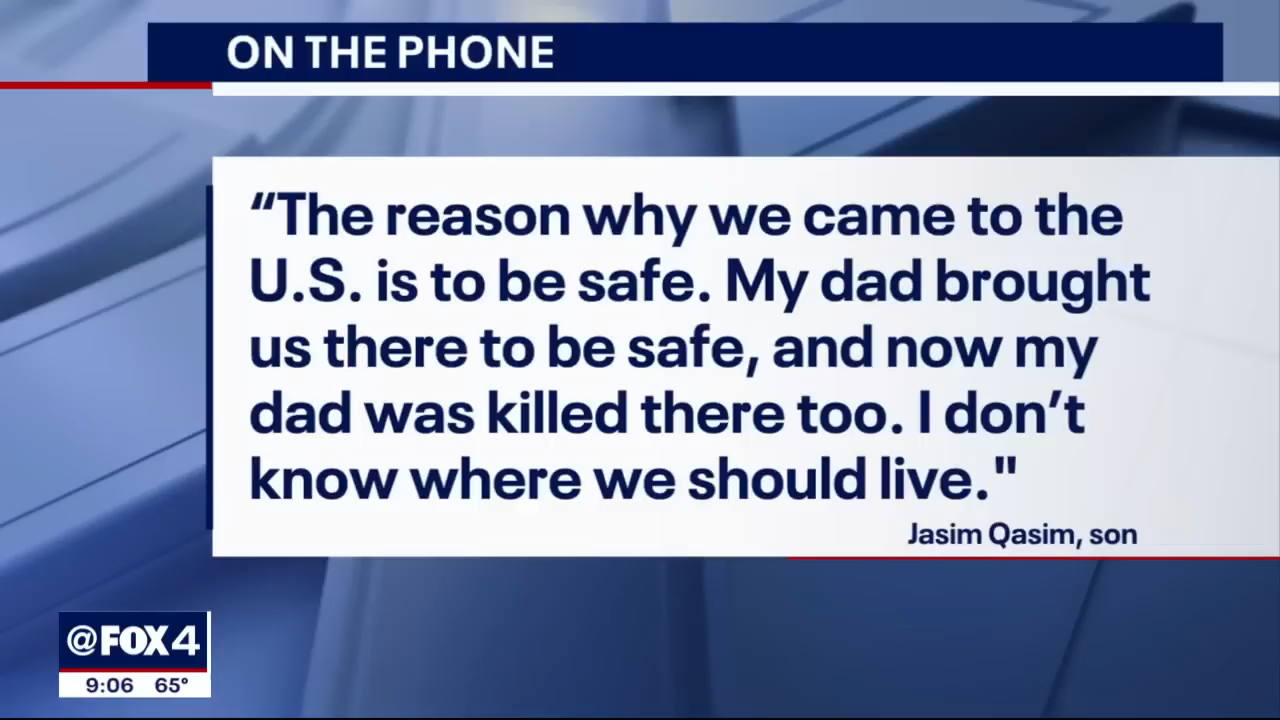 ON THE PHONE
“The reason why we came to the
U.S. is to be safe. My dad brought
us there to be safe, and now my
dad was killed there too. I don’t
know where we should live."
Jasim Qasim, son
@FOX4
9:06 65°